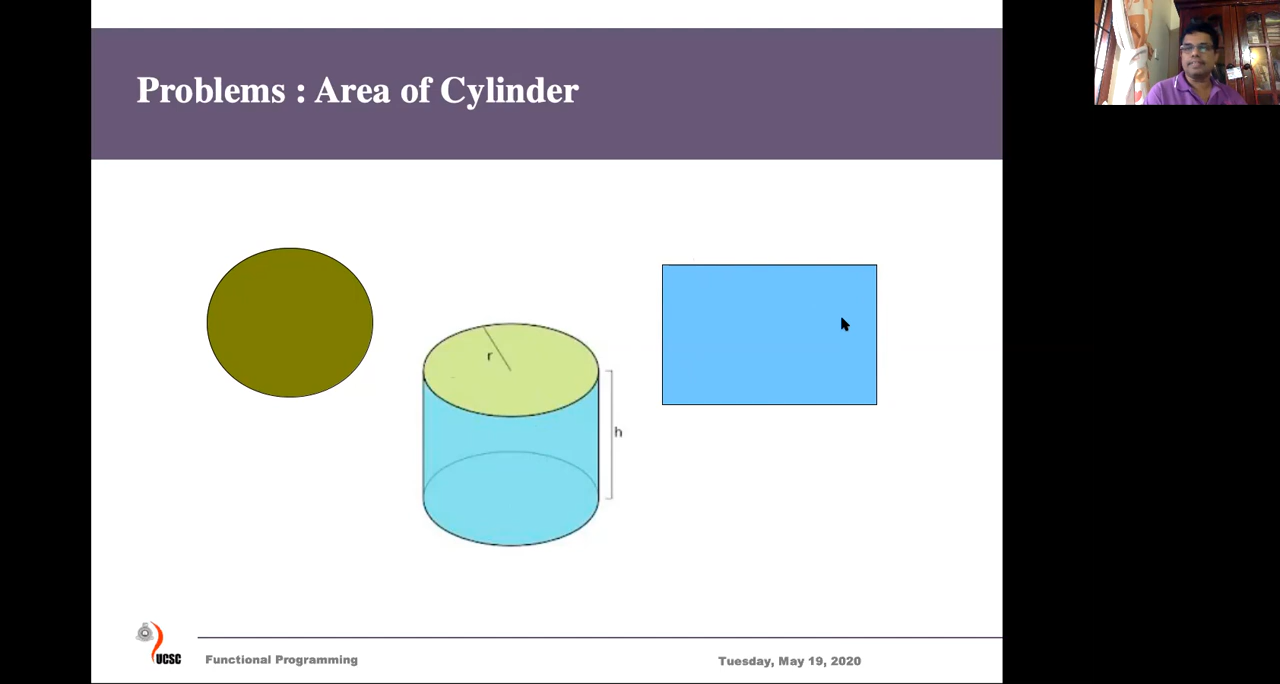 Problems : Area of Cylinder
r
h
UCSC
Functional Programming
Tuesday, May 19, 2020